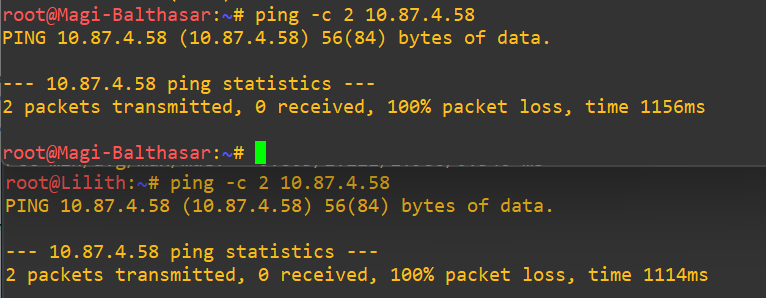 root@Magi-Balthasar:~# ping -c 2 10.87.4.58
PING 10.87.4.58 (10.87.4.58) 56(84) bytes of data.
--- 10.87.4.58 ping statistics ---
2 packets transmitted, 0 received, 100% packet loss, time 1156ms
root@Magi-Balthasar:~#
root@Lilith:~# ping -c 2 10.87.4.58
PING 10.87.4.58 (10.87.4.58) 56(84) bytes of data.
--- 10.87.4.58 ping statistics ---
2 packets transmitted, 0 received, 100% packet loss, time 1114ms